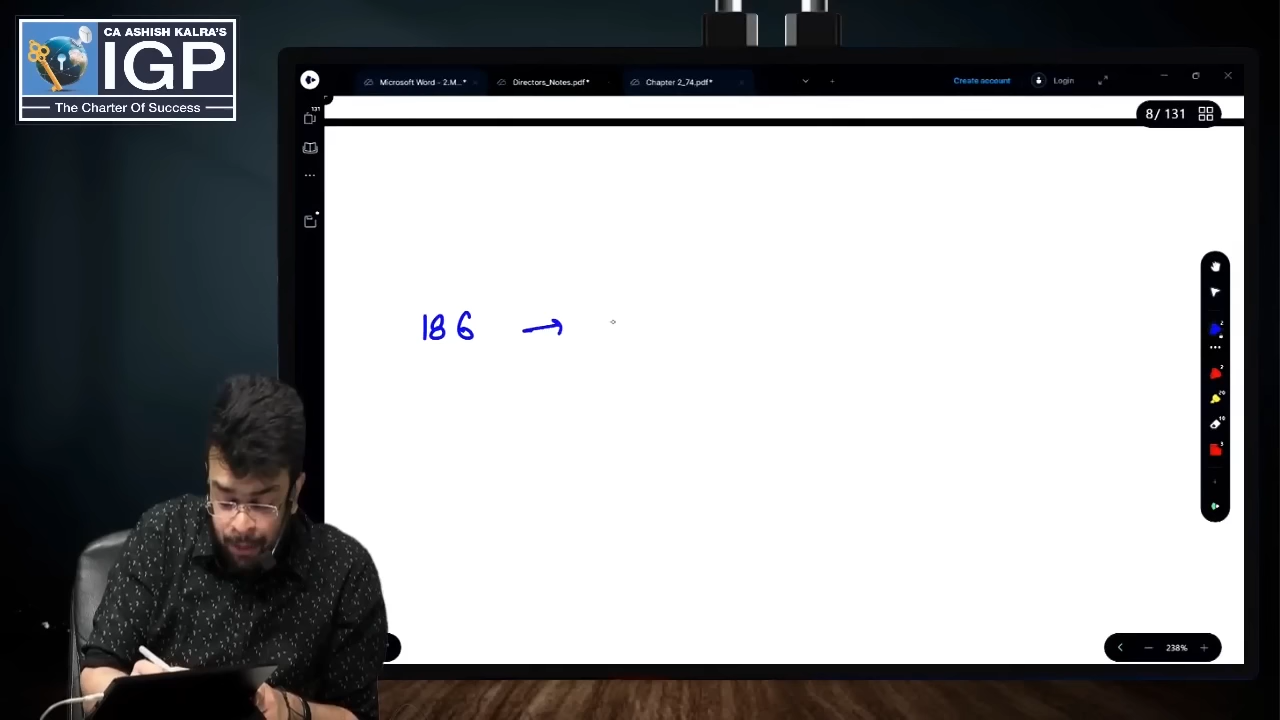 CA ASHISH KALRA'S
IGP
The Charter Of Success
Microsoft Word - 2.M...*
Directors_Notes.pdf*
Chapter 2_74.pdf*
Create account
Login
131
8/ 131
186 →
238%